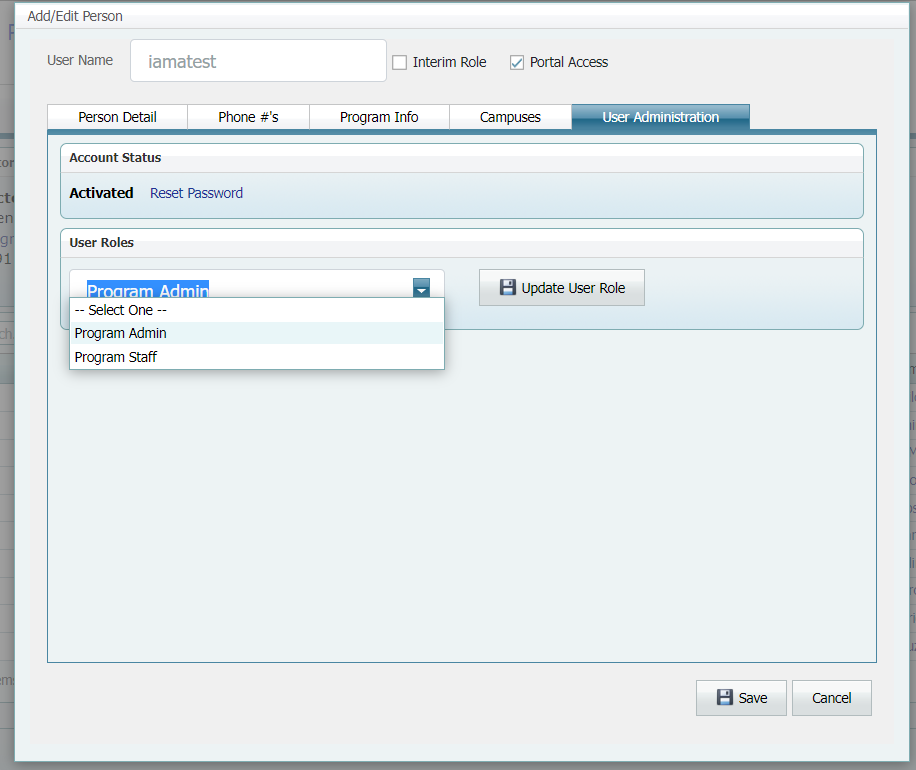 Add/Edit Person
User Name
iamatest
Interim Role
Portal Access
Person Detail
Phone #'s
Program Info
Campuses
User Administration
Account Status
Activated Reset Password
User Roles
Program Admin
Update User Role
-- Select One --
Program Admin
Program Staff
Save
Cancel